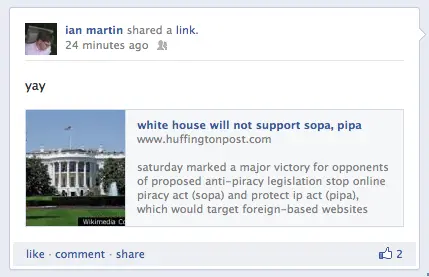 ian martin shared a link.
24 minutes ago
yay
white house will not support sopa, pipa
www.huffingtonpost.com
saturday marked a major victory for opponents
of proposed anti-piracy legislation stop online
piracy act (sopa) and protect ip act (pipa),
which would target foreign-based websites
Wikimedia Co
like · comment · share
2